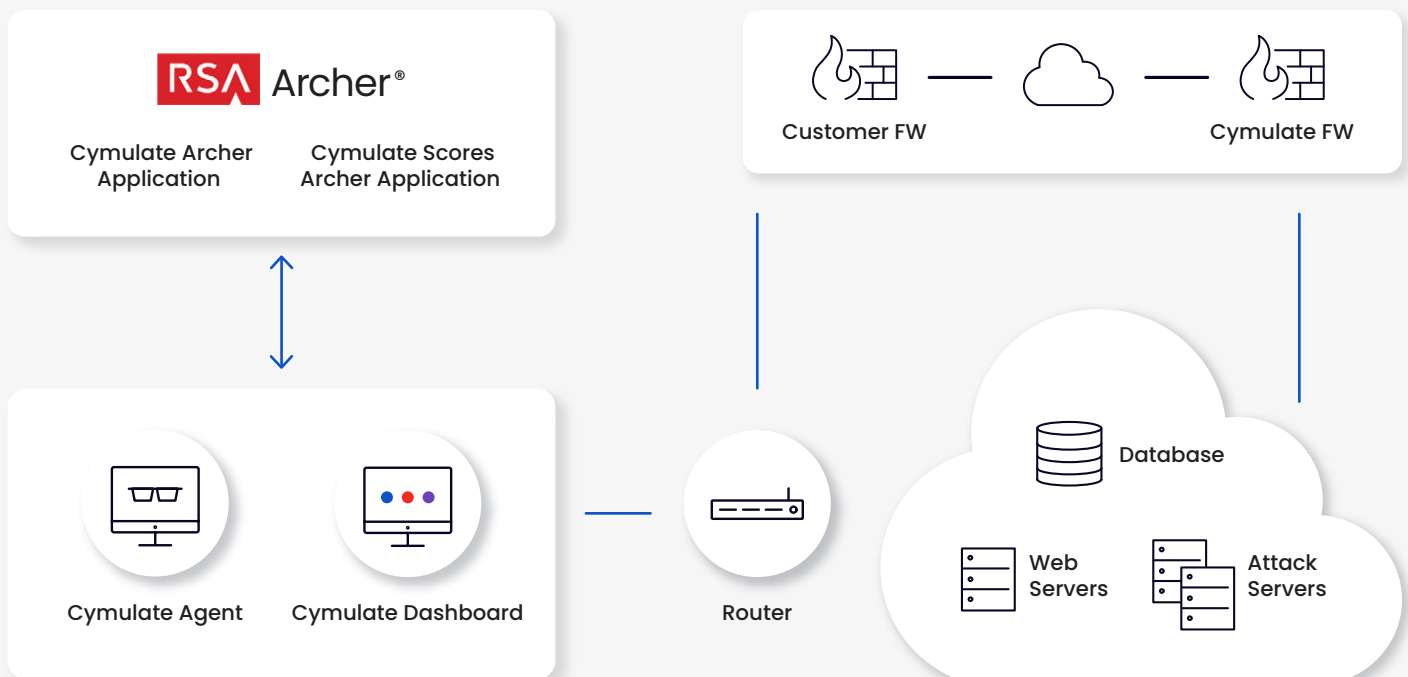 RSA Archer®
Cymulate Archer
Application
Cymulate Scores
Archer Application
Customer FW
Cymulate FW
Cymulate Agent
Cymulate Dashboard
Router
Database
Web
Servers
Attack
Servers